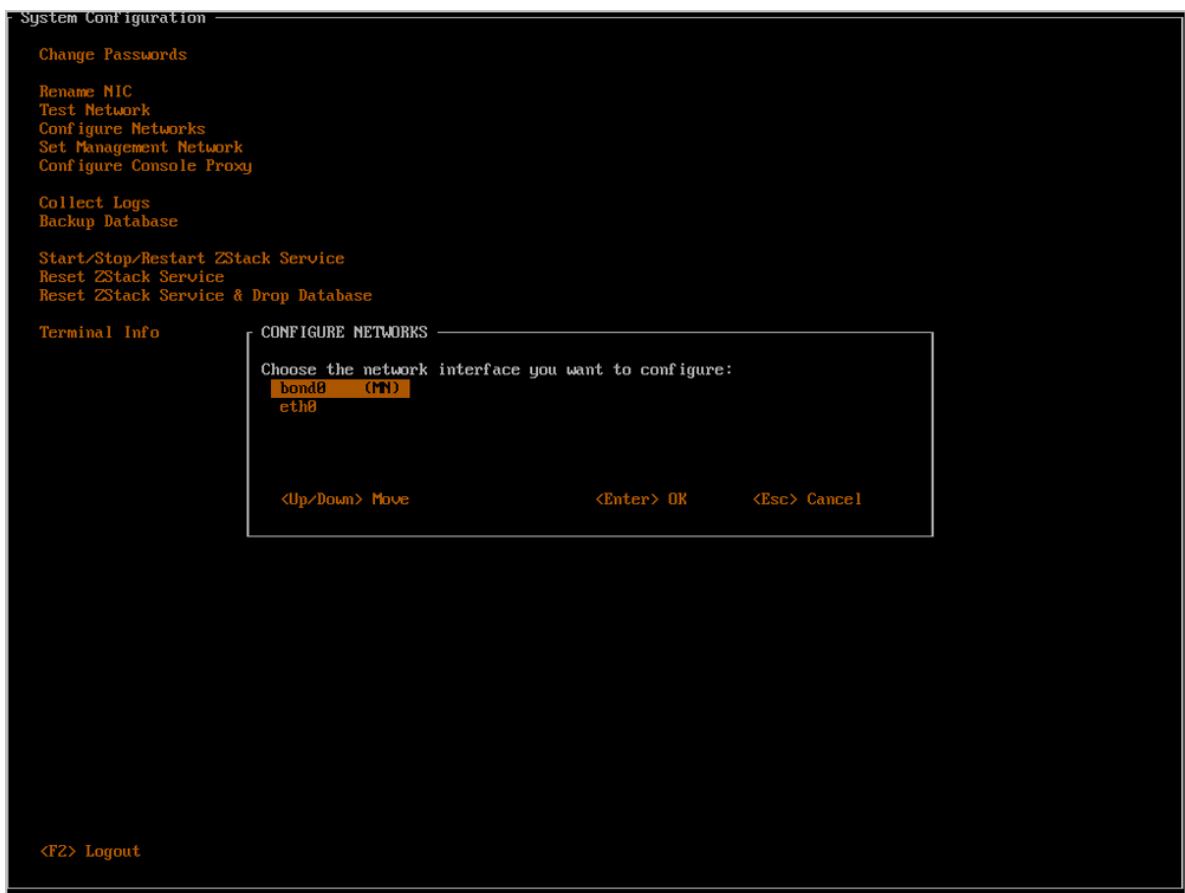 System Configuration
Change Passwords
Rename NIC
Test Network
Configure Networks
Set Management Network
Configure Console Proxy
Collect Logs
Backup Database
Start/Stop/Restart ZStack Service
Reset ZStack Service
Reset ZStack Service & Drop Database
Terminal Info
CONFIGURE NETWORKS
Choose the network interface you want to configure:
bond0 (MN)
eth0
<Up/Down> Move <Enter> OK <Esc> Cancel
<F2> Logout